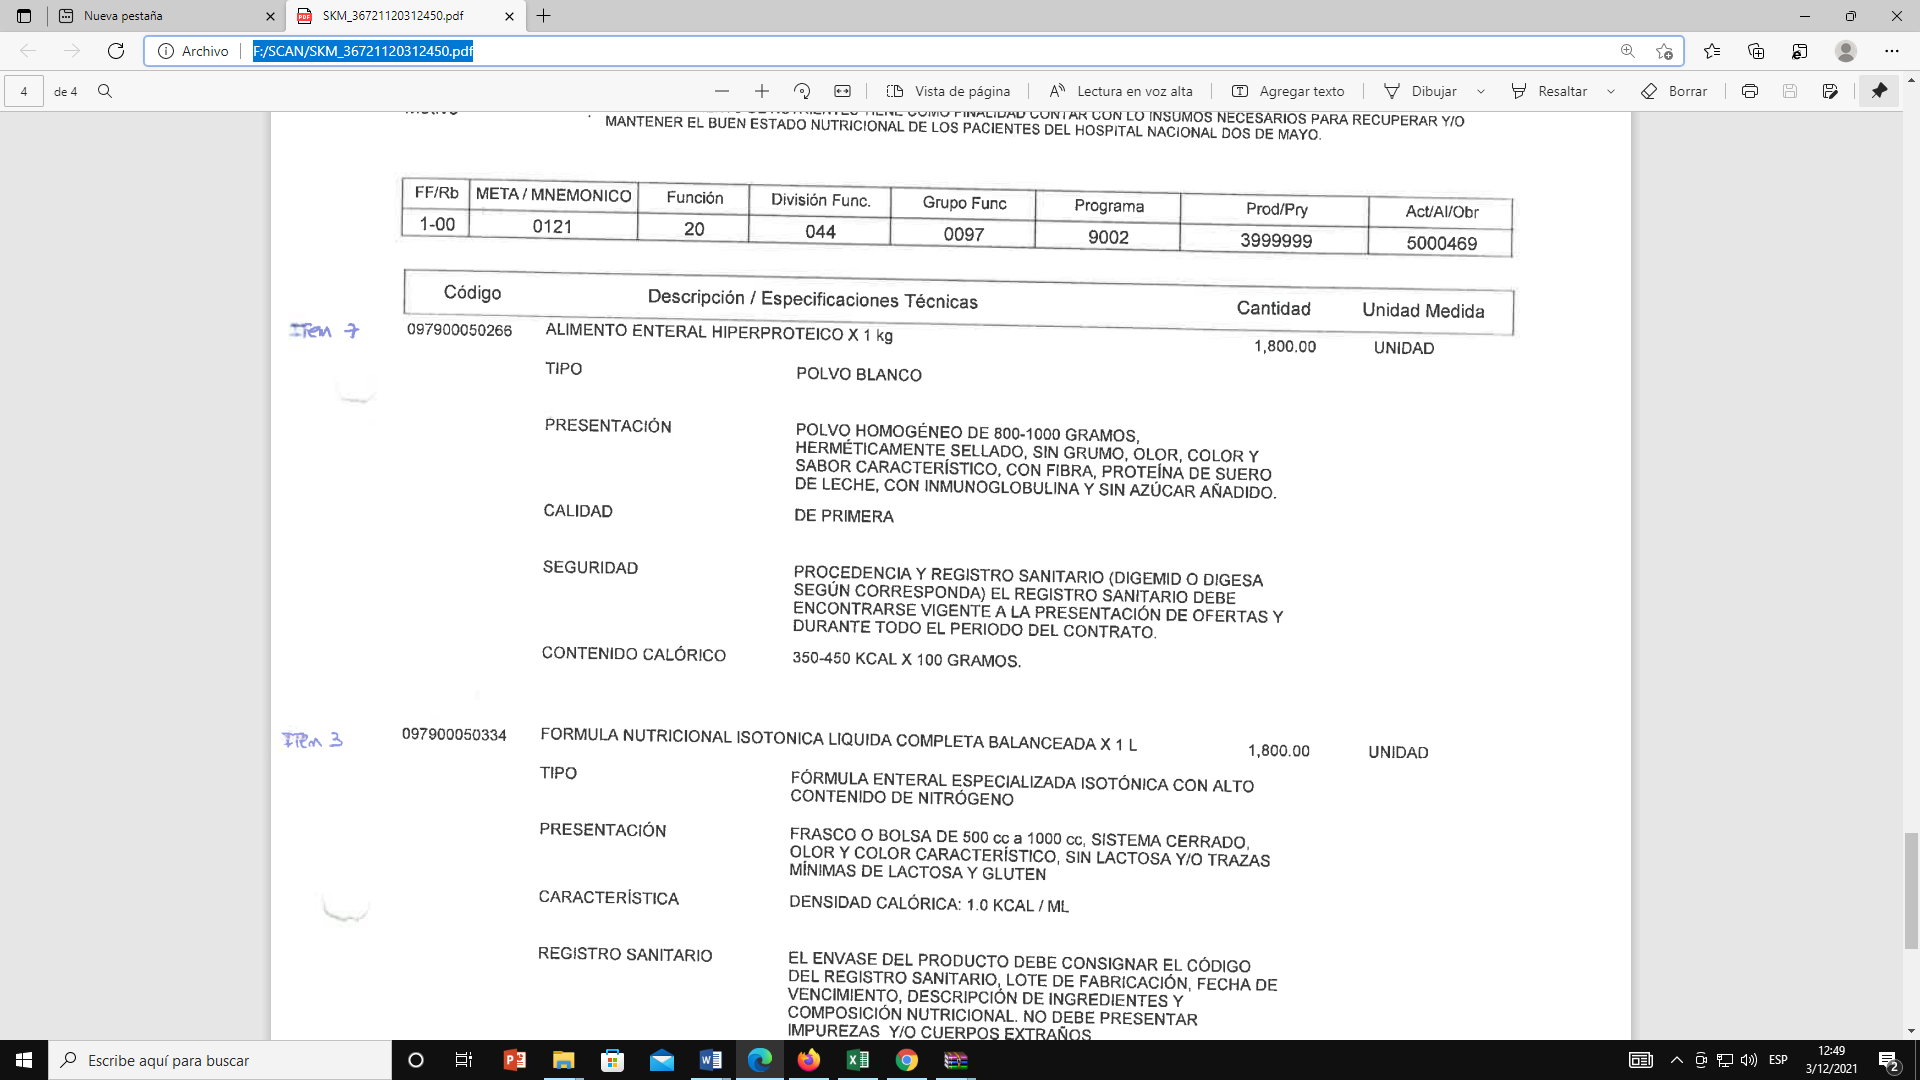 Nueva pestaña
SKM_36721120312450.pdf
Archivo
F:/SCAN/SKM_36721120312450.pdf
4 de 4
Vista de página
Lectura en voz alta
Agregar texto
Dibujar
Resaltar
Borrar
TIENE COMO FINALIDAD CONTAR CON LO INSUMOS NECESARIOS PARA RECUPERAR Y/O
MANTENER EL BUEN ESTADO NUTRICIONAL DE LOS PACIENTES DEL HOSPITAL NACIONAL DOS DE MAYO.
FF/Rb META / MNEMONICO Función División Func. Grupo Func Programa Prod/Pry Act/AI/Obr
1-00 0121 20 044 0097 9002 3999999 5000469
Código Descripción / Especificaciones Técnicas Cantidad Unidad Medida
Item 7 097900050266 ALIMENTO ENTERAL HIPERPROTEICO X 1 kg 1,800.00 UNIDAD
TIPO POLVO BLANCO
PRESENTACIÓN POLVO HOMOGÉNEO DE 800-1000 GRAMOS,
HERMÉTICAMENTE SELLADO, SIN GRUMO, OLOR, COLOR Y
SABOR CARACTERÍSTICO, CON FIBRA, PROTEÍNA DE SUERO
DE LECHE, CON INMUNOGLOBULINA Y SIN AZÚCAR AÑADIDO.
CALIDAD DE PRIMERA
SEGURIDAD PROCEDENCIA Y REGISTRO SANITARIO (DIGEMID O DIGESA
SEGÚN CORRESPONDA) EL REGISTRO SANITARIO DEBE
ENCONTRARSE VIGENTE A LA PRESENTACIÓN DE OFERTAS Y
DURANTE TODO EL PERIODO DEL CONTRATO.
CONTENIDO CALÓRICO 350-450 KCAL X 100 GRAMOS.
Item 3 097900050334 FORMULA NUTRICIONAL ISOTONICA LIQUIDA COMPLETA BALANCEADA X 1 L 1,800.00 UNIDAD
TIPO FÓRMULA ENTERAL ESPECIALIZADA ISOTÓNICA CON ALTO
CONTENIDO DE NITRÓGENO
PRESENTACIÓN FRASCO O BOLSA DE 500 cc a 1000 cc, SISTEMA CERRADO,
OLOR Y COLOR CARACTERÍSTICO, SIN LACTOSA Y/O TRAZAS
MÍNIMAS DE LACTOSA Y GLUTEN
CARACTERÍSTICA DENSIDAD CALÓRICA: 1.0 KCAL / ML
REGISTRO SANITARIO EL ENVASE DEL PRODUCTO DEBE CONSIGNAR EL CÓDIGO
DEL REGISTRO SANITARIO, LOTE DE FABRICACIÓN, FECHA DE
VENCIMIENTO, DESCRIPCIÓN DE INGREDIENTES Y
COMPOSICIÓN NUTRICIONAL. NO DEBE PRESENTAR
IMPUREZAS Y/O CUERPOS EXTRAÑOS
Escribe aquí para buscar
ESP
12:49
3/12/2021
2